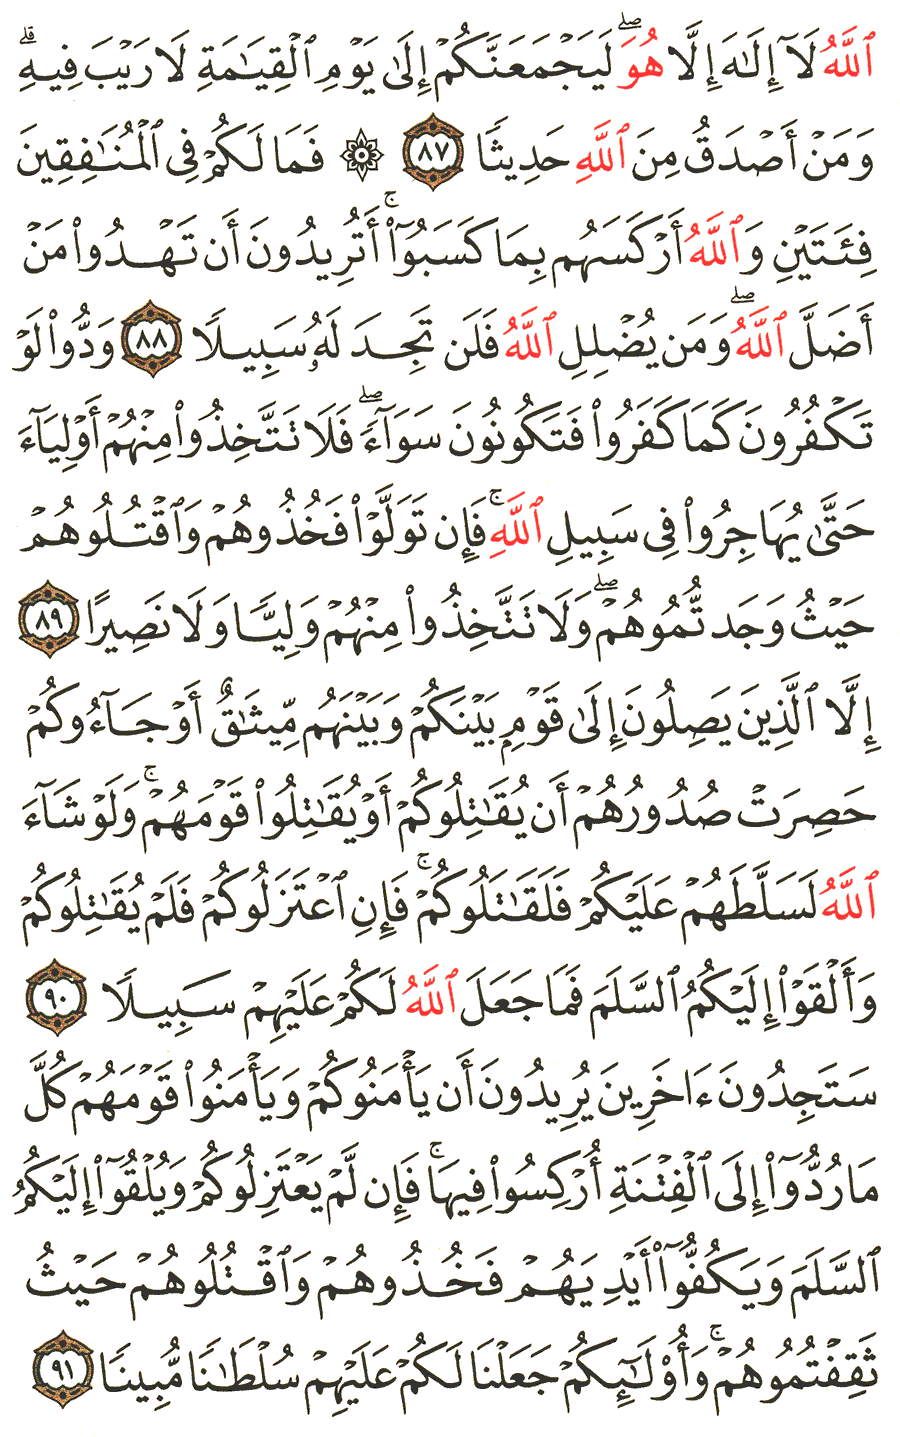 ٱللَّهُ لَآ إِلَـٰهَ إِلَّا هُوَ ۖ لَيَجْمَعَنَّكُمْ إِلَىٰ يَوْمِ ٱلْقِيَـٰمَةِ لَا رَيْبَ فِيهِ ۗ
وَمَنْ أَصْدَقُ مِنَ ٱللَّهِ حَدِيثًا ٨٧ ۞ فَمَا لَكُمْ فِى ٱلْمُنَـٰفِقِينَ
فِئَتَيْنِ وَٱللَّهُ أَرْكَسَهُم بِمَا كَسَبُوٓا۟ ۚ أَتُرِيدُونَ أَن تَهْدُوا۟ مَنْ
أَضَلَّ ٱللَّهُ ۖ وَمَن يُضْلِلِ ٱللَّهُ فَلَن تَجِدَ لَهُۥ سَبِيلًا ٨٨ وَدُّوا۟ لَوْ
تَكْفُرُونَ كَمَا كَفَرُوا۟ فَتَكُونُونَ سَوَآءً ۖ فَلَا تَتَّخِذُوا۟ مِنْهُمْ أَوْلِيَآءَ
حَتَّىٰ يُهَاجِرُوا۟ فِى سَبِيلِ ٱللَّهِ ۚ فَإِن تَوَلَّوْا۟ فَخُذُوهُمْ وَٱقْتُلُوهُمْ
حَيْثُ وَجَدتُّمُوهُمْ ۖ وَلَا تَتَّخِذُوا۟ مِنْهُمْ وَلِيًّا وَلَا نَصِيرًا ٨٩
إِلَّا ٱلَّذِينَ يَصِلُونَ إِلَىٰ قَوْمٍۭ بَيْنَكُمْ وَبَيْنَهُم مِّيثَـٰقٌ أَوْ جَآءُوكُمْ
حَصِرَتْ صُدُورُهُمْ أَن يُقَـٰتِلُوكُمْ أَوْ يُقَـٰتِلُوا۟ قَوْمَهُمْ ۚ وَلَوْ شَآءَ
ٱللَّهُ لَسَلَّطَهُمْ عَلَيْكُمْ فَلَقَـٰتَلُوكُمْ ۚ فَإِنِ ٱعْتَزَلُوكُمْ فَلَمْ يُقَـٰتِلُوكُمْ
وَأَلْقَوْا۟ إِلَيْكُمُ ٱلسَّلَمَ فَمَا جَعَلَ ٱللَّهُ لَكُمْ عَلَيْهِمْ سَبِيلًا ٩٠
سَتَجِدُونَ ءَاخَرِينَ يُرِيدُونَ أَن يَأْمَنُوكُمْ وَيَأْمَنُوا۟ قَوْمَهُمْ كُلَّ
مَا رُدُّوٓا۟ إِلَى ٱلْفِتْنَةِ أُرْكِسُوا۟ فِيهَا ۚ فَإِن لَّمْ يَعْتَزِلُوكُمْ وَيُلْقُوٓا۟ إِلَيْكُمُ
ٱلسَّلَمَ وَيَكُفُّوٓا۟ أَيْدِيَهُمْ فَخُذُوهُمْ وَٱقْتُلُوهُمْ حَيْثُ
ثَقِفْتُمُوهُمْ ۚ وَأُو۟لَـٰٓئِكُمْ جَعَلْنَا لَكُمْ عَلَيْهِمْ سُلْطَـٰنًا مُّبِينًا ٩١